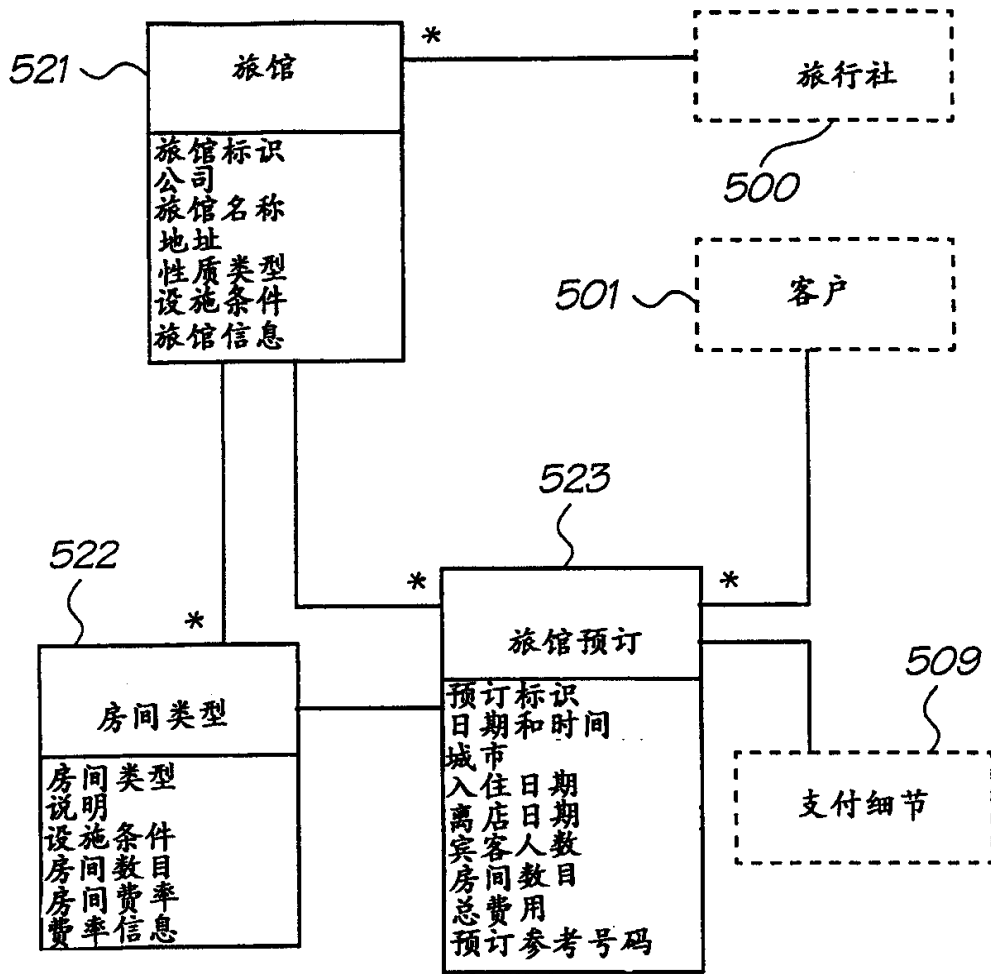 521
旅馆
*
旅行社
500
旅馆标识
公司
旅馆名称
地址
性质类型
设施条件
旅馆信息
501
客户
523
522
*
*
*
旅馆预订
509
房间类型
预订标识
日期和时间
城市
入住日期
离店日期
宾客人数
房间数目
总费用
预订参考号码
支付细节
房间类型
说明
设施条件
房间数目
房间费率
费率信息